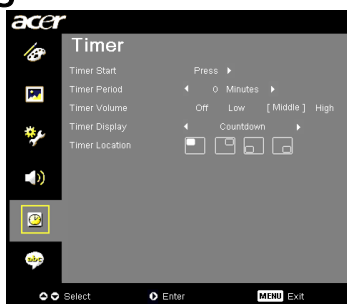 acer
Timer
Timer Start Press
Timer Period 0 Minutes
Timer Volume Off Low [ Middle ] High
Timer Display Countdown
Timer Location
abc
Select Enter MENU Exit